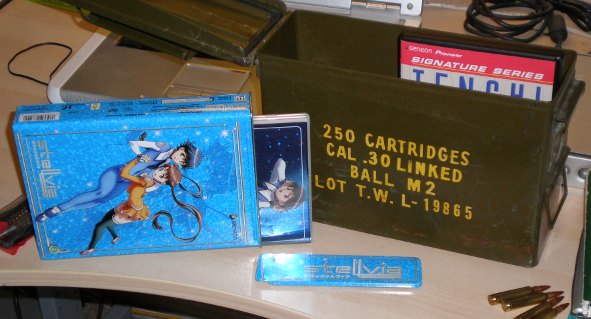 geneon Pioneer
SIGNATURE SERIES
TENCHI
250 CARTRIDGES
CAL .30 LINKED
BALL M2
LOT T.W. L-19865
stellvia
stellvia